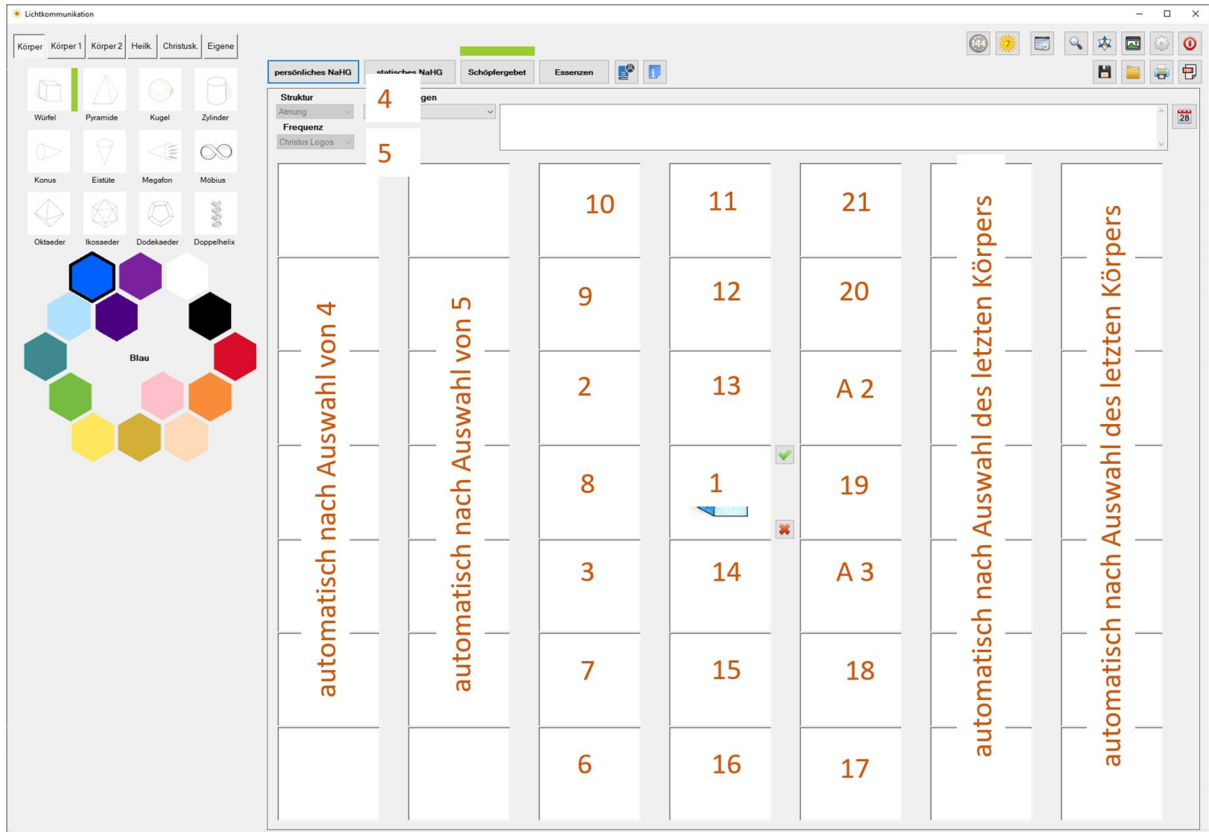 Lichtkommunikation
Körper Körper 1 Körper 2 Heilk. Christusk. Eigene
144 7
persönliches NaHG statisches NaHG Schöpfergebet Essenzen
Würfel Pyramide Kugel Zylinder
Konus Eistüte Megafon Möbius
Oktaeder Ikosaeder Dodekaeder Doppelhelix
Blau
Struktur
gen
Atmung
4
28
Frequenz
Christus Logos
5
automatisch nach Auswahl von 4
automatisch nach Auswahl von 5
10 11 21
9 12 20
2 13 A 2
8 1 19
3 14 A 3
7 15 18
6 16 17
automatisch nach Auswahl des letzten Körpers
automatisch nach Auswahl des letzten Körpers